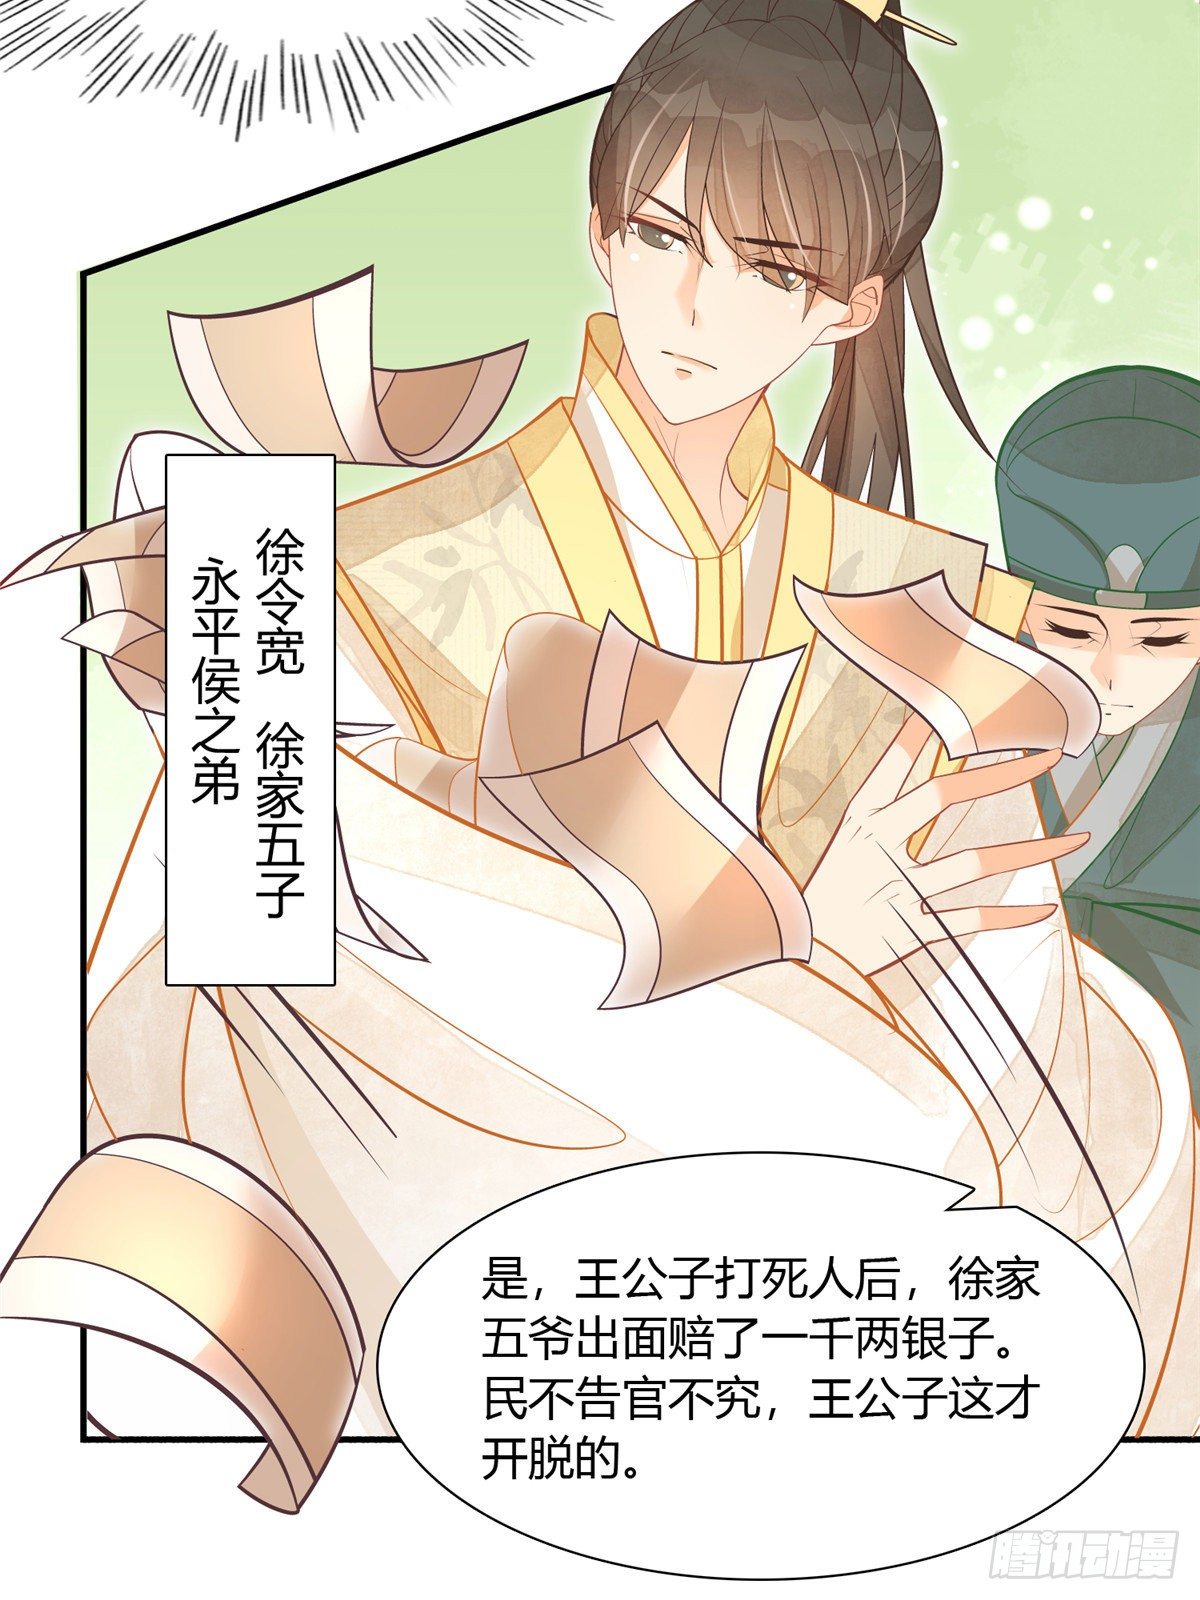 徐令宽 徐家五子
永平侯之弟
是，王公子打死人后，徐家
五爷出面赔了一千两银子。
民不告官不究，王公子这才
开脱的。
腾讯动漫